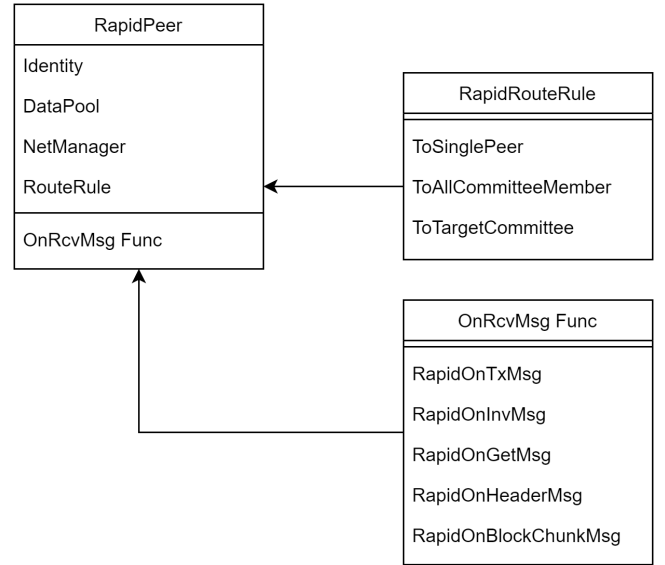 RapidPeer
Identity
DataPool
NetManager
RouteRule
OnRcvMsg Func
RapidRouteRule
ToSinglePeer
ToAllCommitteeMember
ToTargetCommittee
OnRcvMsg Func
RapidOnTxMsg
RapidOnInvMsg
RapidOnGetMsg
RapidOnHeaderMsg
RapidOnBlockChunkMsg